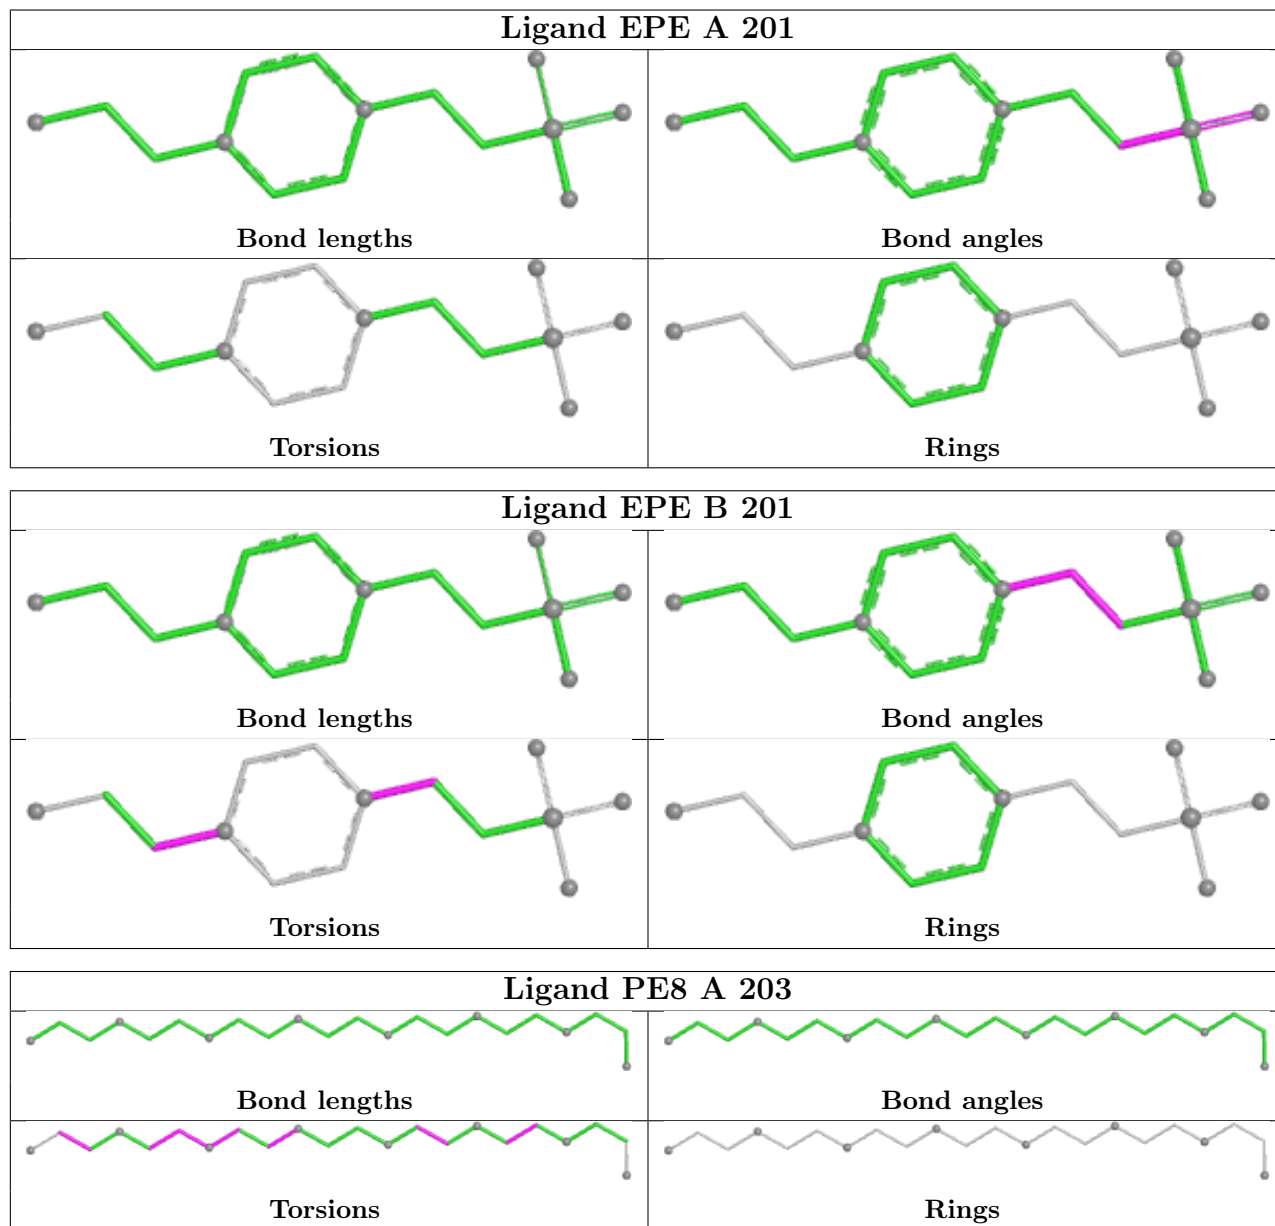 Ligand EPE A 201
Bond lengths Bond angles
Torsions Rings
Ligand EPE B 201
Bond lengths Bond angles
Torsions Rings
Ligand PE8 A 203
Bond lengths Bond angles
Torsions Rings